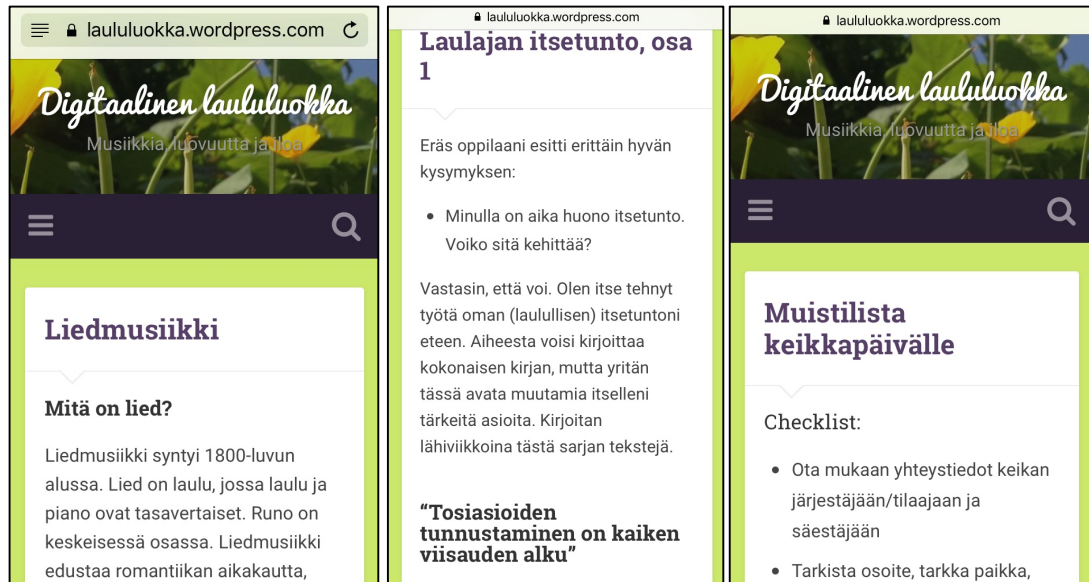 laululuokka.wordpress.com
Digitaalinen laululuokka
Musiikkia, luovuutta ja iloa
Liedmusiikki
Mitä on lied?
Liedmusiikki syntyi 1800-luvun
alussa. Lied on laulu, jossa laulu ja
piano ovat tasavertaiset. Runo on
keskeisessä osassa. Liedmusiikki
edustaa romantiikan aikakautta,
laululuokka.wordpress.com
Laulajan itsetunto, osa
1
Eräs oppilaani esitti erittäin hyvän
kysymyksen:
• Minulla on aika huono itsetunto.
Voiko sitä kehittää?
Vastasin, että voi. Olen itse tehnyt
työtä oman (laulullisen) itsetuntoni
eteen. Aiheesta voisi kirjoittaa
kokonaisen kirjan, mutta yritän
tässä avata muutamia itselleni
tärkeitä asioita. Kirjoitan
lähiviikkoina tästä sarjan tekstejä.
“Tosiasioiden
tunnustaminen on kaiken
viisauden alku”
laululuokka.wordpress.com
Digitaalinen laululuokka
Musiikkia, luovuutta ja iloa
Muistilista
keikkapäivälle
Checklist:
• Ota mukaan yhteystiedot keikan
järjestäjään/tilaajaan ja
säestäjään
• Tarkista osoite, tarkka paikka,